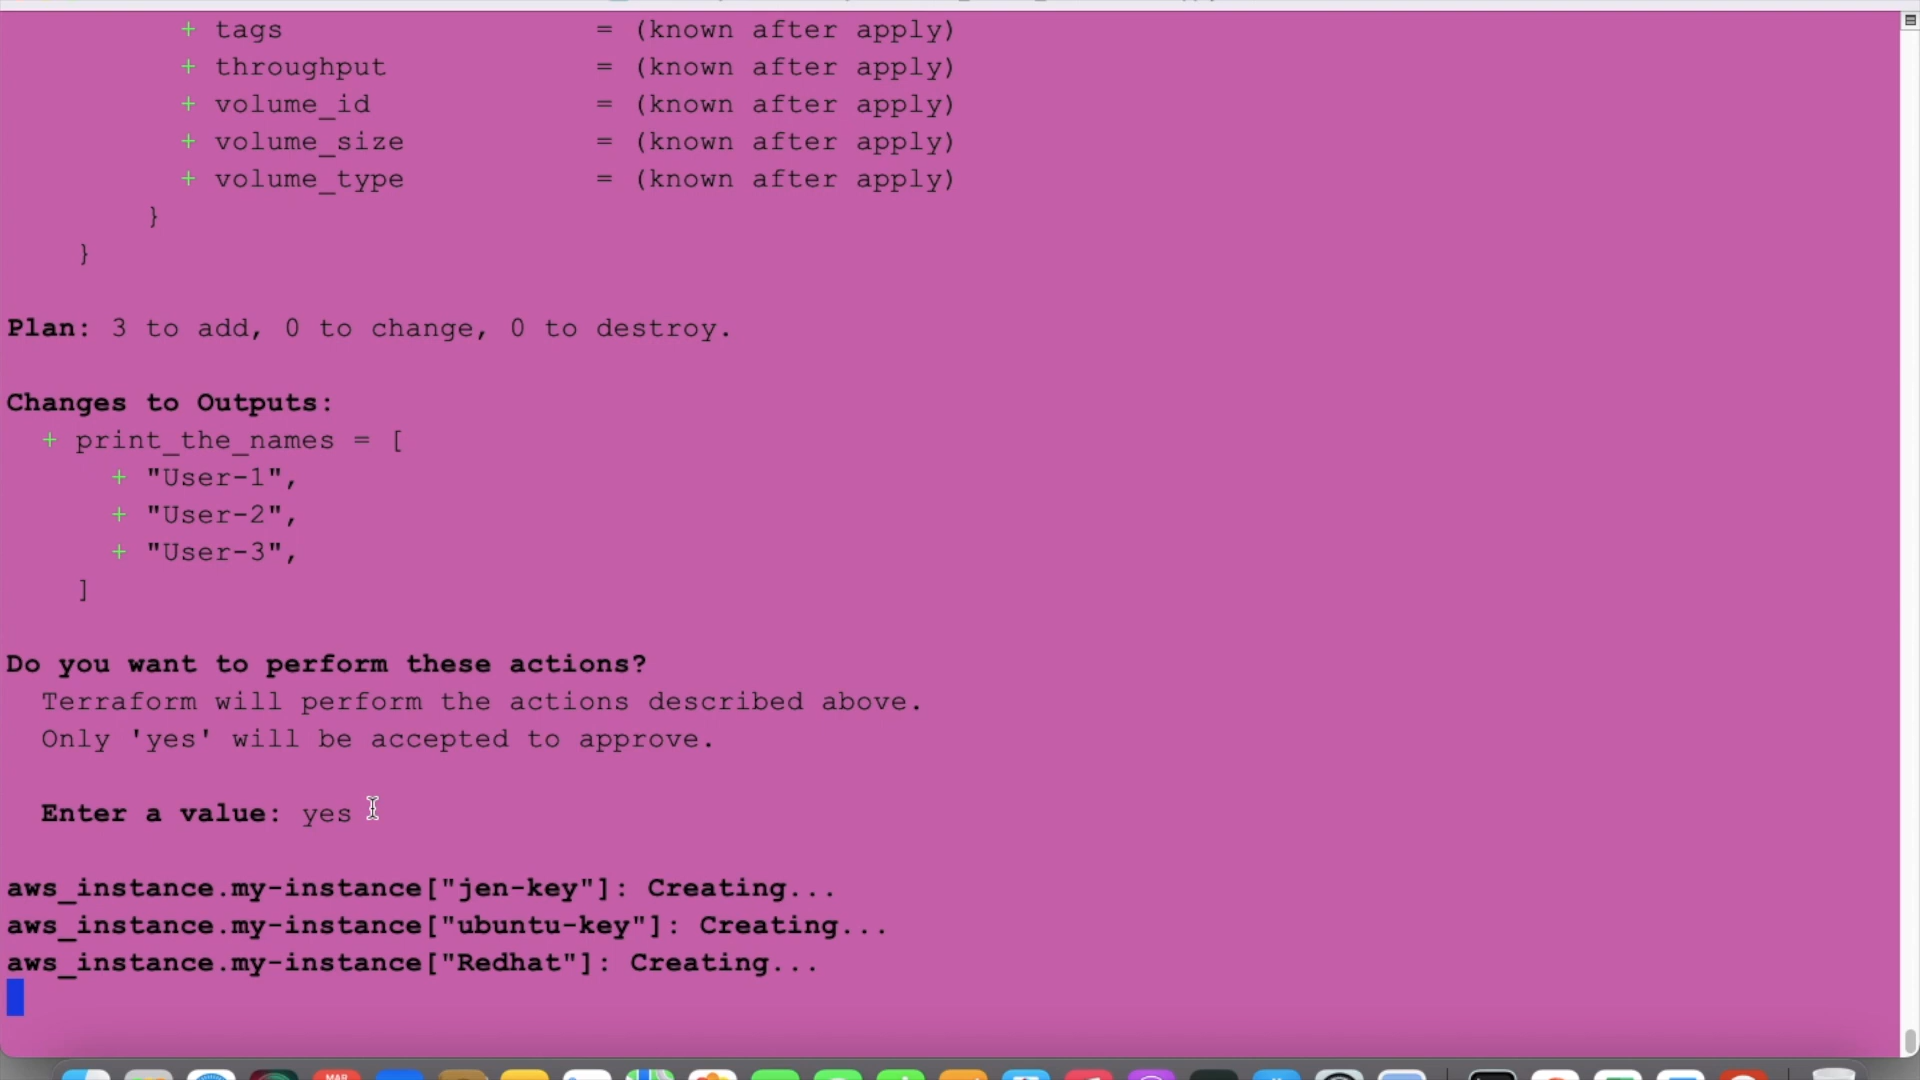 + tags = (known after apply)
+ throughput = (known after apply)
+ volume_id = (known after apply)
+ volume_size = (known after apply)
+ volume_type = (known after apply)
}
}
Plan: 3 to add, 0 to change, 0 to destroy.
Changes to Outputs:
+ print_the_names = [
+ "User-1",
+ "User-2",
+ "User-3",
]
Do you want to perform these actions?
Terraform will perform the actions described above.
Only 'yes' will be accepted to approve.
Enter a value: yes
aws_instance.my-instance["jen-key"]: Creating...
aws_instance.my-instance["ubuntu-key"]: Creating...
aws_instance.my-instance["Redhat"]: Creating...
MAR